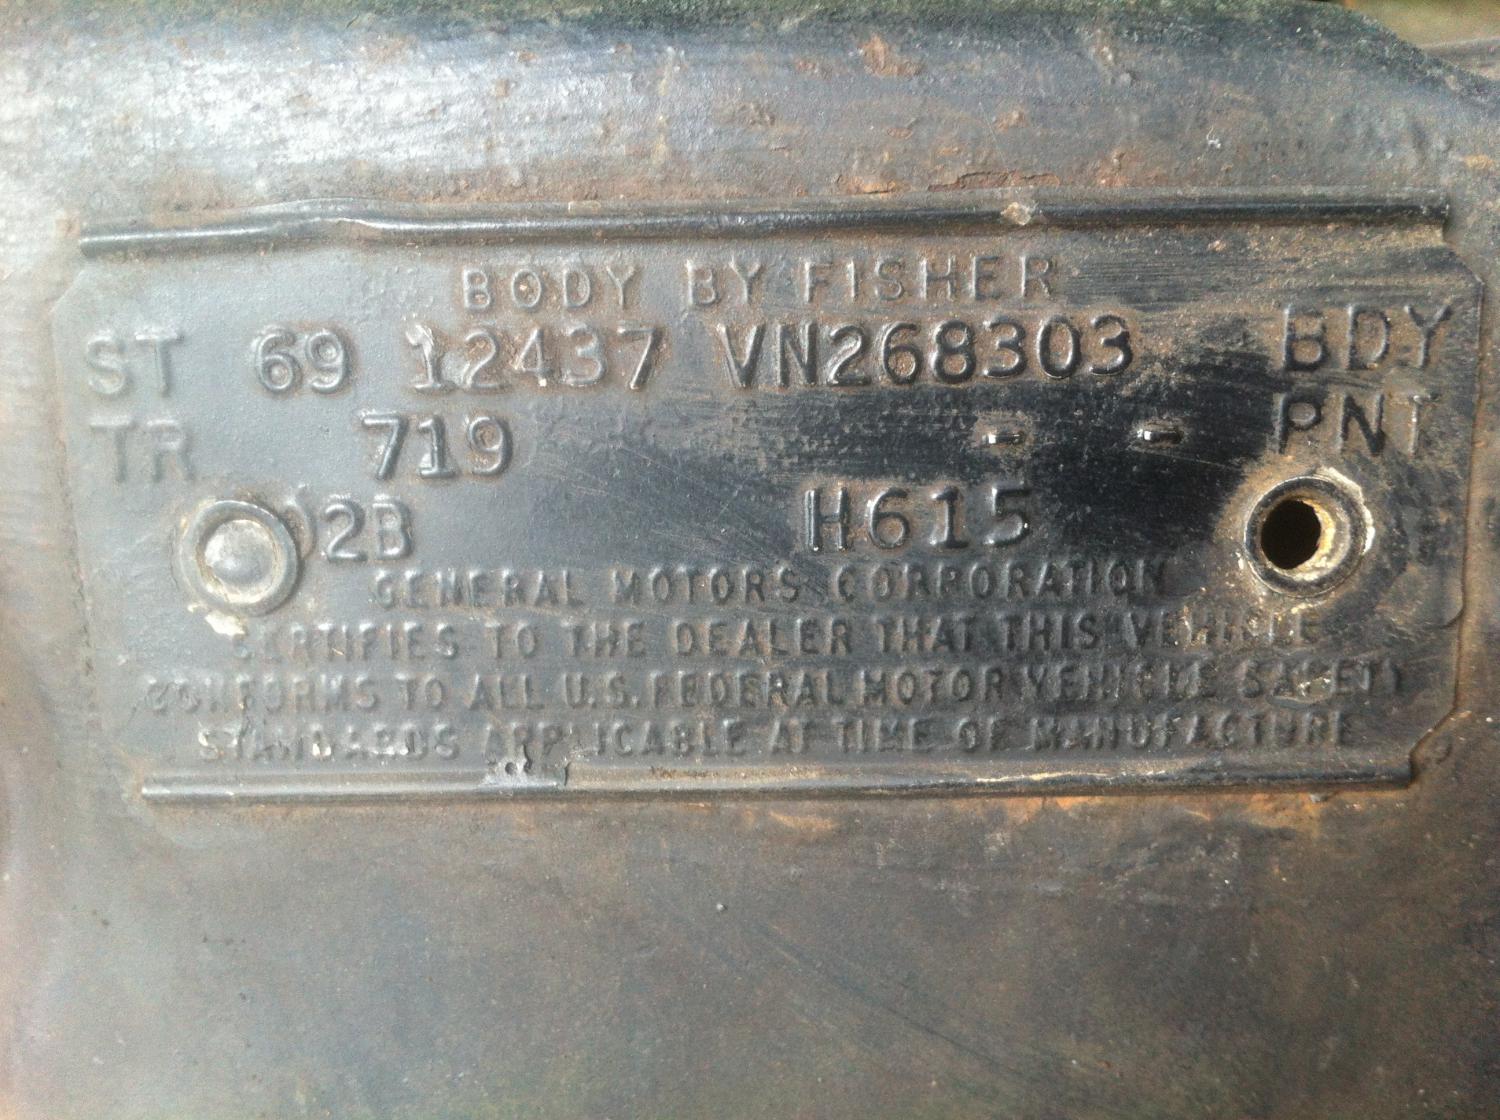 BODY BY FISHER
ST 69 12437 VN268303 BDY
TR 719 - - PNT
02B H615
GENERAL MOTORS CORPORATION
CERTIFIES TO THE DEALER THAT THIS VEHICLE
CONFORMS TO ALL U.S. FEDERAL MOTOR VEHICLE SAFETY
STANDARDS APPLICABLE AT TIME OF MANUFACTURE